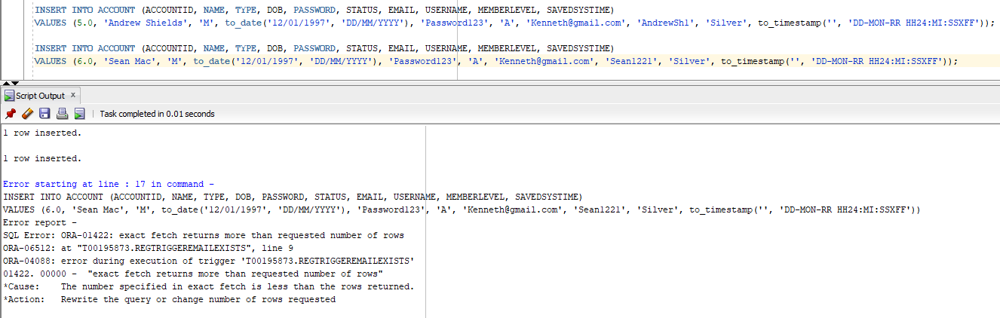 INSERT INTO ACCOUNT (ACCOUNTID, NAME, TYPE, DOB, PASSWORD, STATUS, EMAIL, USERNAME, MEMBERLEVEL, SAVEDSYSTIME)
VALUES (5.0, 'Andrew Shields', 'M', to_date('12/01/1997', 'DD/MM/YYYY'), 'Password123', 'A', 'Kenneth@gmail.com', 'AndrewSh1', 'Silver', to_timestamp('', 'DD-MON-RR HH24:MI:SSXFF'));
INSERT INTO ACCOUNT (ACCOUNTID, NAME, TYPE, DOB, PASSWORD, STATUS, EMAIL, USERNAME, MEMBERLEVEL, SAVEDSYSTIME)
VALUES (6.0, 'Sean Mac', 'M', to_date('12/01/1997', 'DD/MM/YYYY'), 'Password123', 'A', 'Kenneth@gmail.com', 'Sean1221', 'Silver', to_timestamp('', 'DD-MON-RR HH24:MI:SSXFF'));
Script Output x
Task completed in 0.01 seconds
1 row inserted.
1 row inserted.
Error starting at line : 17 in command -
INSERT INTO ACCOUNT (ACCOUNTID, NAME, TYPE, DOB, PASSWORD, STATUS, EMAIL, USERNAME, MEMBERLEVEL, SAVEDSYSTIME)
VALUES (6.0, 'Sean Mac', 'M', to_date('12/01/1997', 'DD/MM/YYYY'), 'Password123', 'A', 'Kenneth@gmail.com', 'Sean1221', 'Silver', to_timestamp('', 'DD-MON-RR HH24:MI:SSXFF'))
Error report -
SQL Error: ORA-01422: exact fetch returns more than requested number of rows
ORA-06512: at "T00195873.REGTRIGGEREMAILEXISTS", line 9
ORA-04088: error during execution of trigger 'T00195873.REGTRIGGEREMAILEXISTS'
01422. 00000 -  "exact fetch returns more than requested number of rows"
*Cause:    The number specified in exact fetch is less than the rows returned.
*Action:   Rewrite the query or change number of rows requested